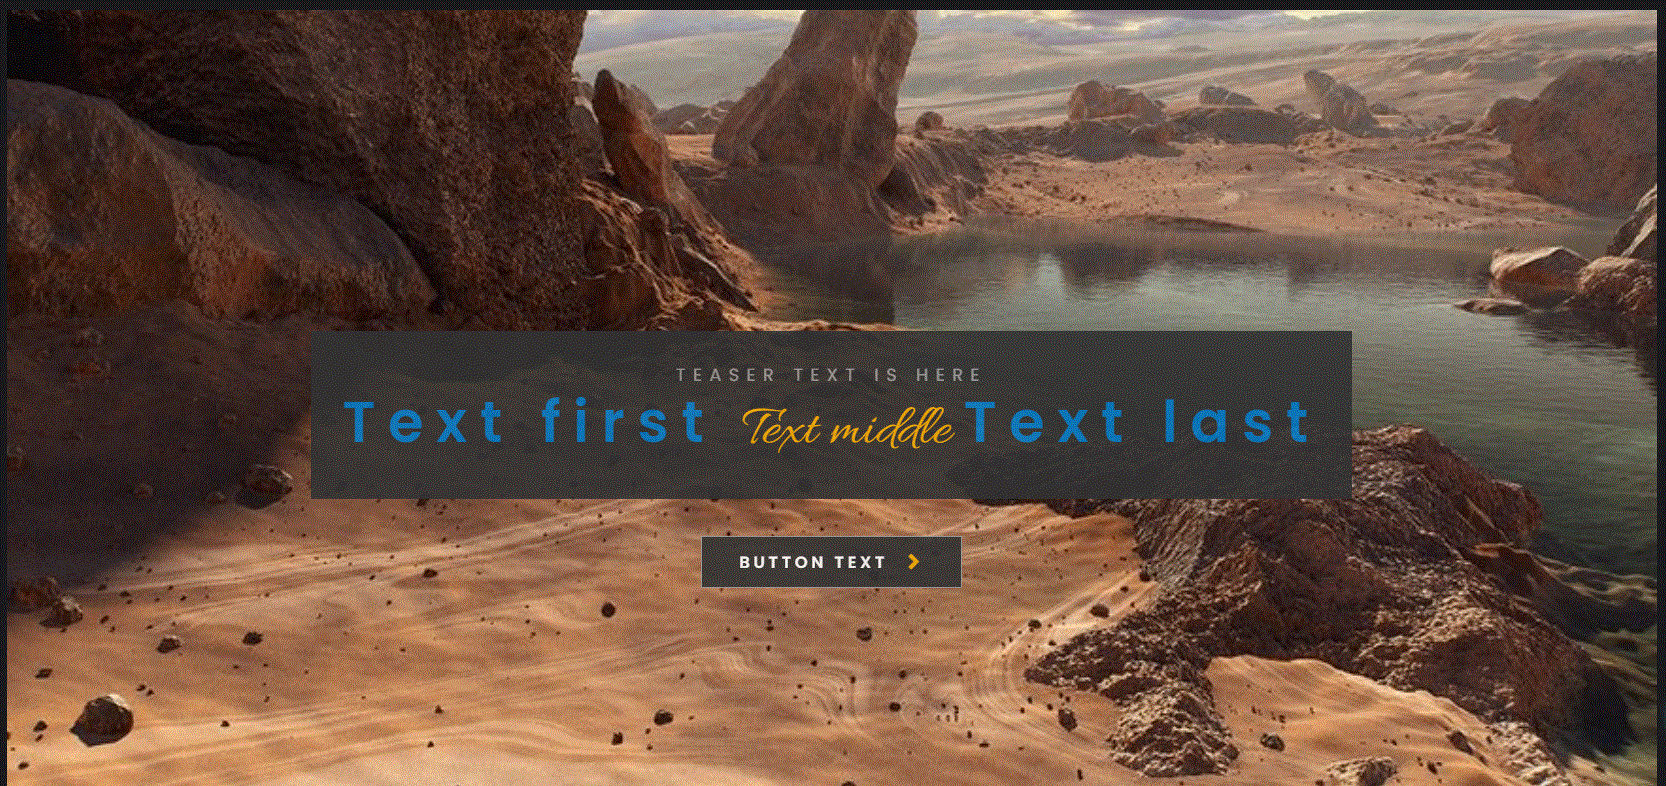 TEASER TEXT IS HERE
Text first Text middle Text last
BUTTON TEXT